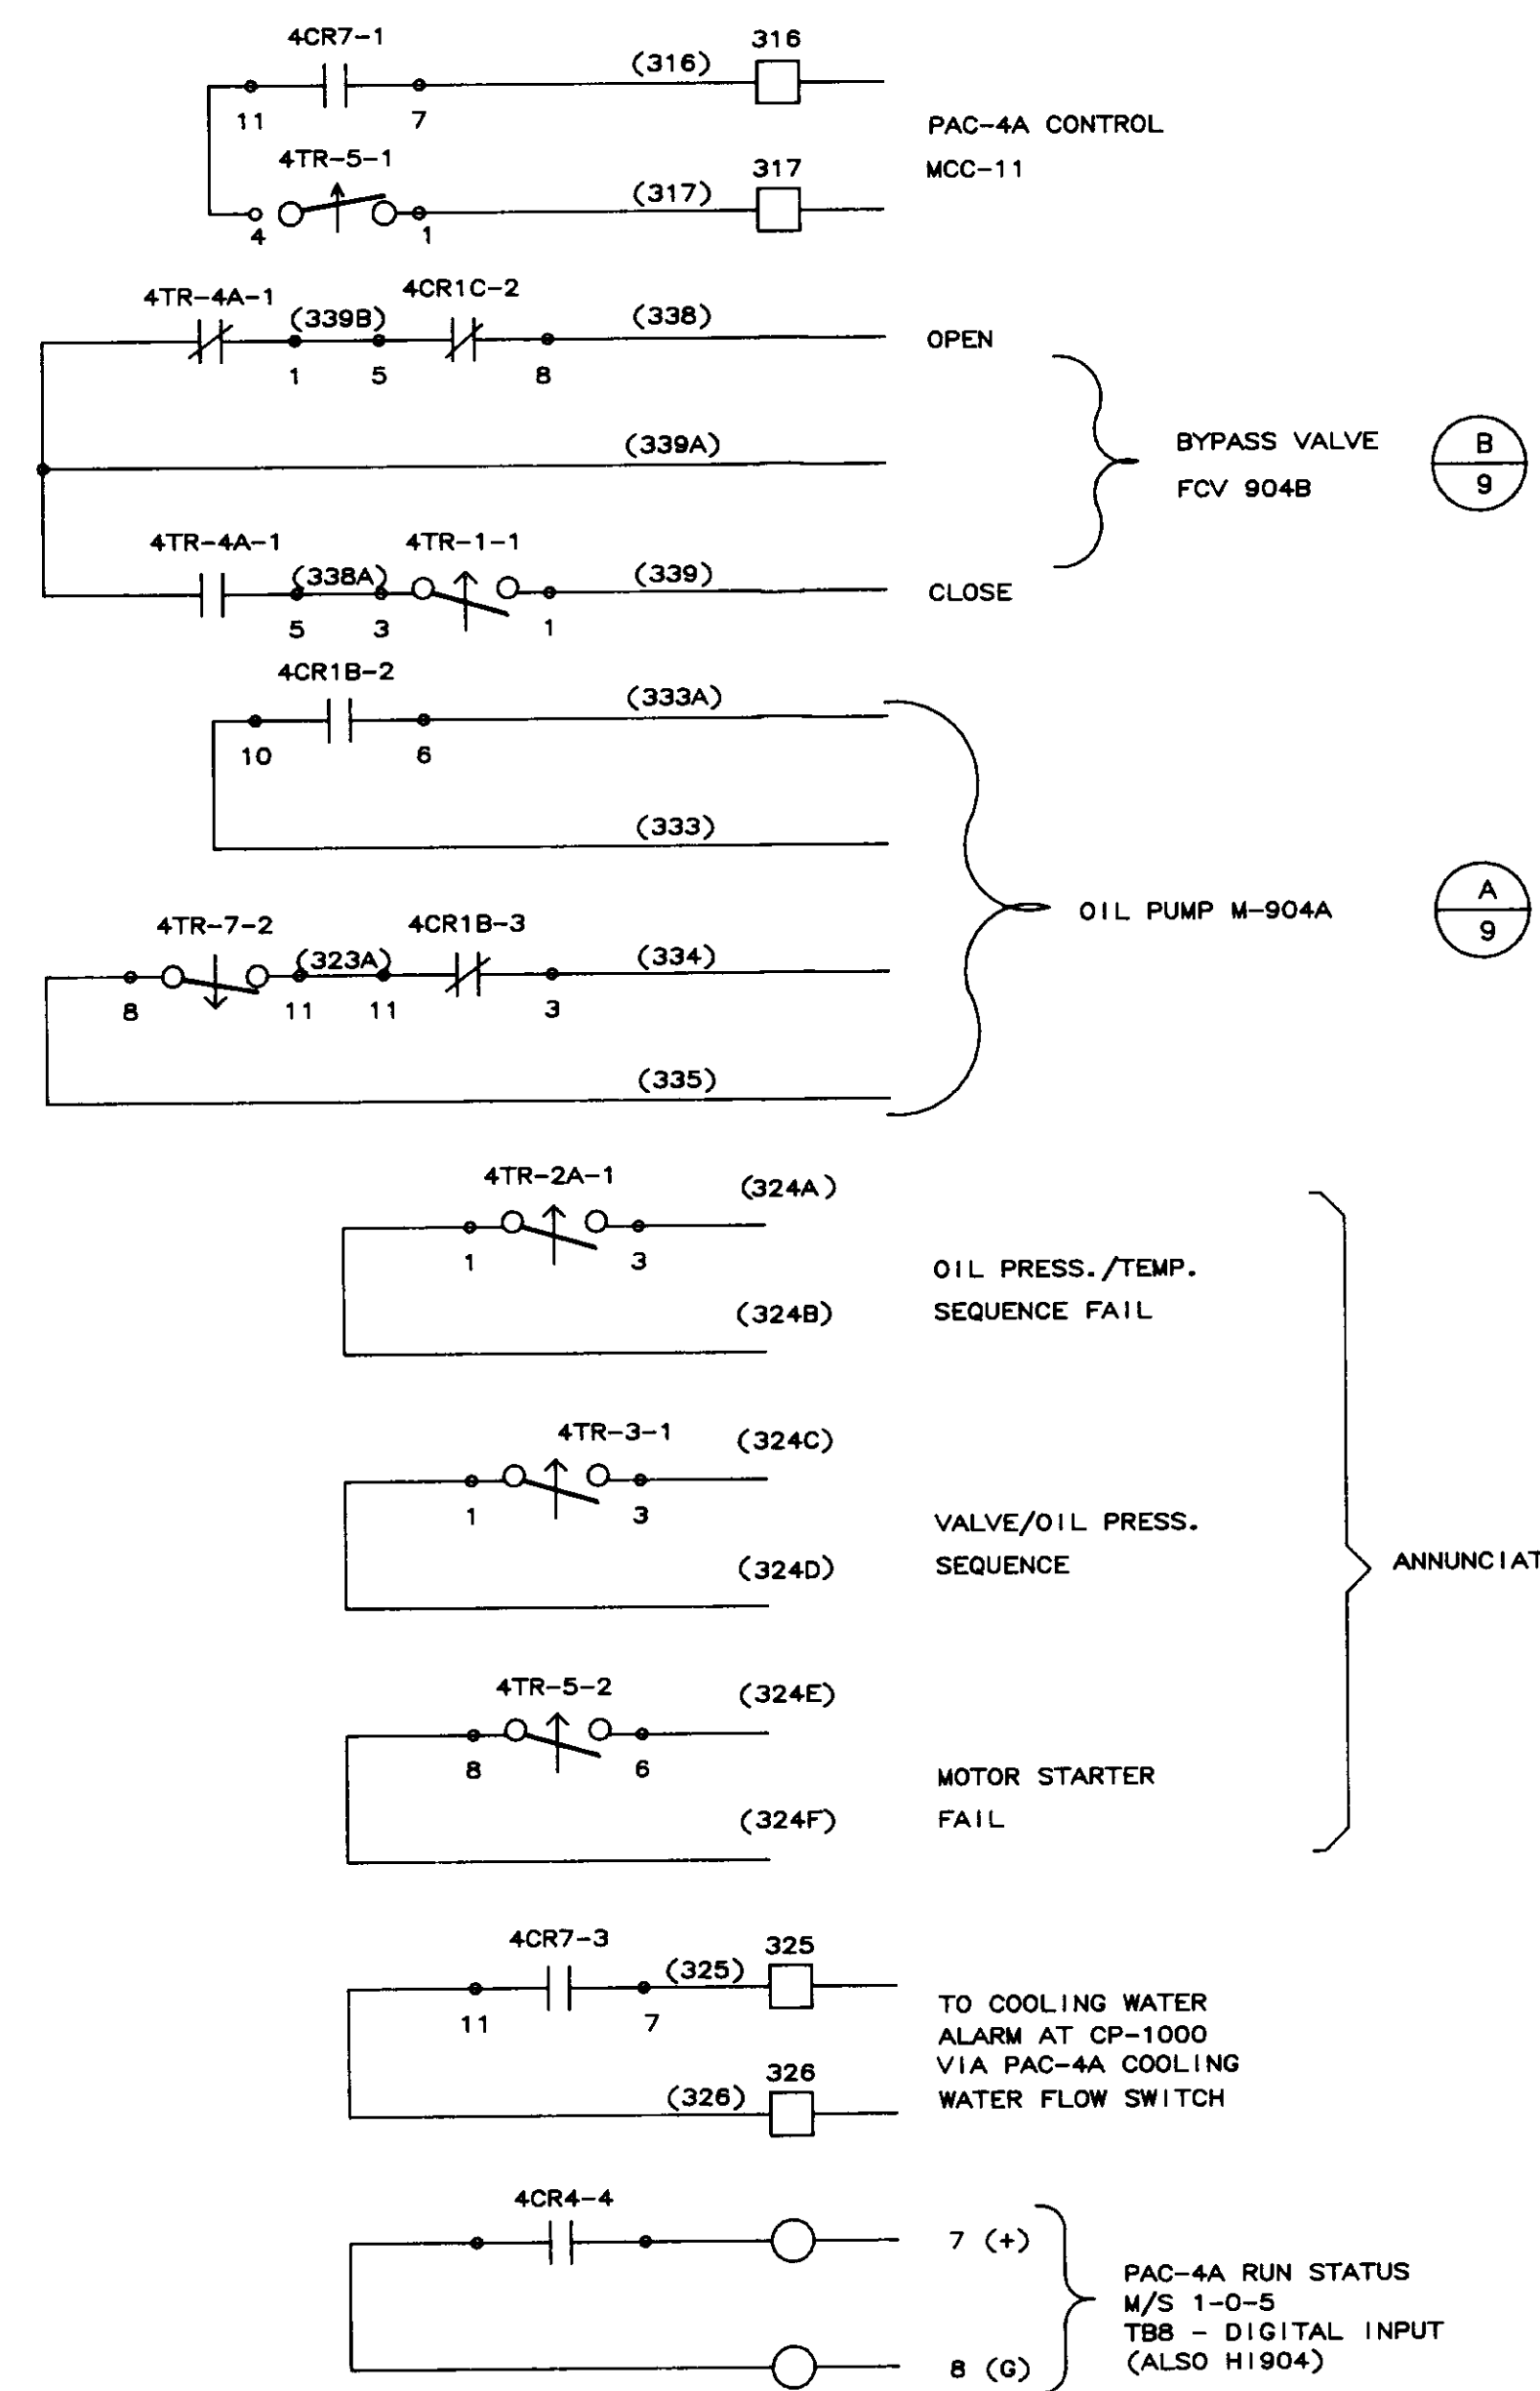 4CR7-1
316
(316)
11
7
PAC-4A CONTROL
4TR-5-1
317
MCC-11
(317)
4
1
4TR-4A-1
4CR1C-2
(339B)
(338)
OPEN
1
5
8
(339A)
BYPASS VALVE
B
FCV 904B
9
4TR-4A-1
4TR-1-1
(338A)
(339)
CLOSE
5
3
1
4CR1B-2
(333A)
10
6
(333)
4TR-7-2
4CR1B-3
OIL PUMP M-904A
A
9
(323A)
(334)
8
11
11
3
(335)
4TR-2A-1
(324A)
1
3
OIL PRESS./TEMP.
(324B)
SEQUENCE FAIL
4TR-3-1
(324C)
1
3
VALVE/OIL PRESS.
(324D)
SEQUENCE
ANNUNCIAT
4TR-5-2
(324E)
8
6
MOTOR STARTER
(324F)
FAIL
4CR7-3
325
(325)
11
7
TO COOLING WATER
ALARM AT CP-1000
VIA PAC-4A COOLING
326
(326)
WATER FLOW SWITCH
4CR4-4
7 (+)
PAC-4A RUN STATUS
M/S 1-0-5
TB8 - DIGITAL INPUT
(ALSO HI904)
8 (G)